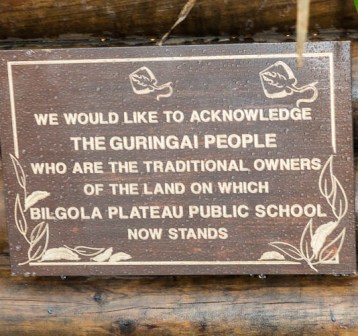 WE WOULD LIKE TO ACKNOWLEDGE
THE GURINGAI PEOPLE
WHO ARE THE TRADITIONAL OWNERS
OF THE LAND ON WHICH
BILGOLA PLATEAU PUBLIC SCHOOL
NOW STANDS